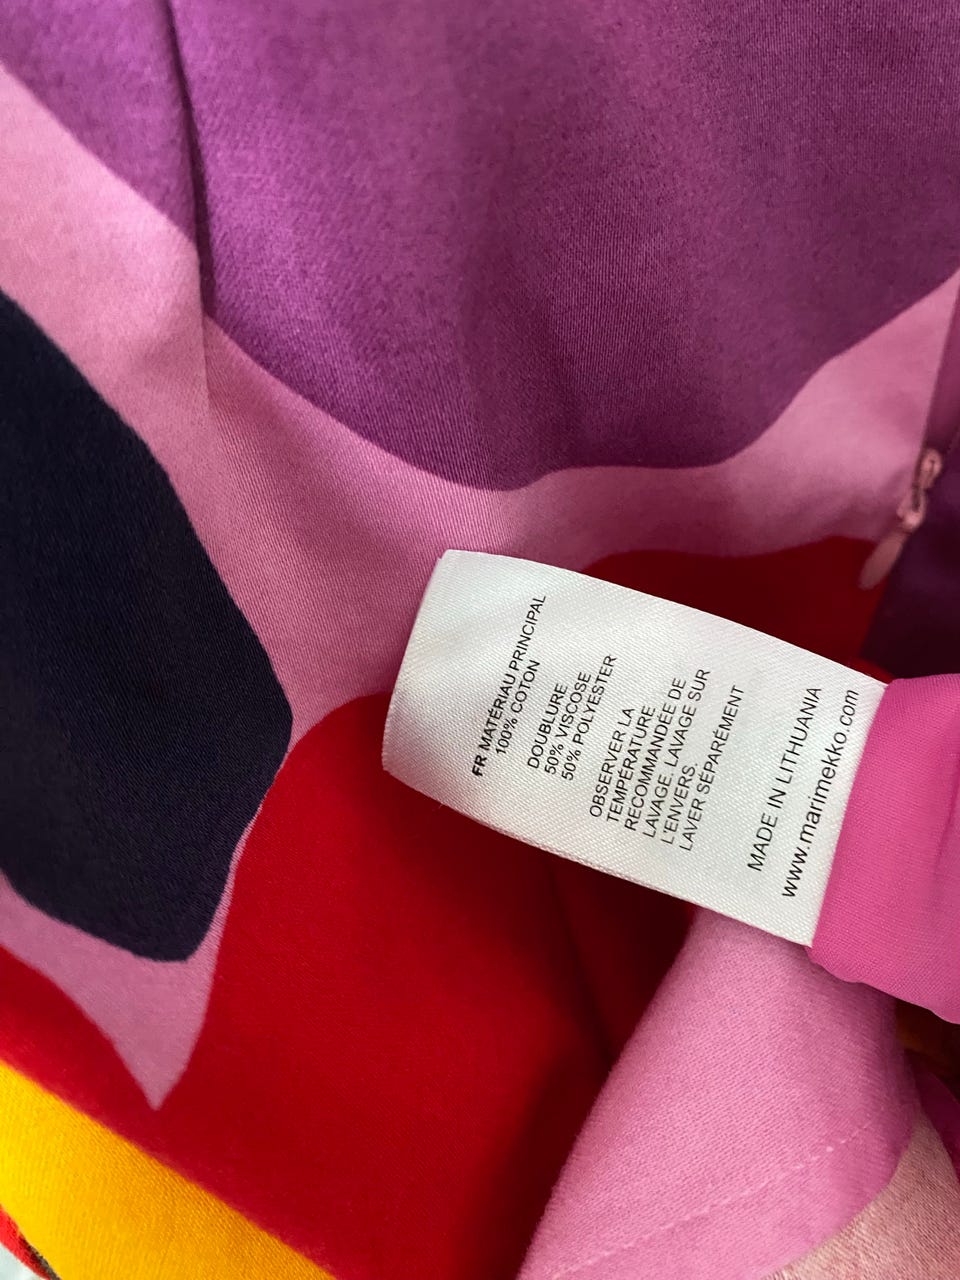 FR MATÉRIAU PRINCIPAL
100% COTON
DOUBLURE
50% VISCOSE
50% POLYESTER
OBSERVER LA
TEMPÉRATURE
RECOMMANDÉE DE
LAVAGE. LAVAGE SUR
L'ENVERS.
LAVER SÉPARÉMENT
MADE IN LITHUANIA
www.marimekko.com